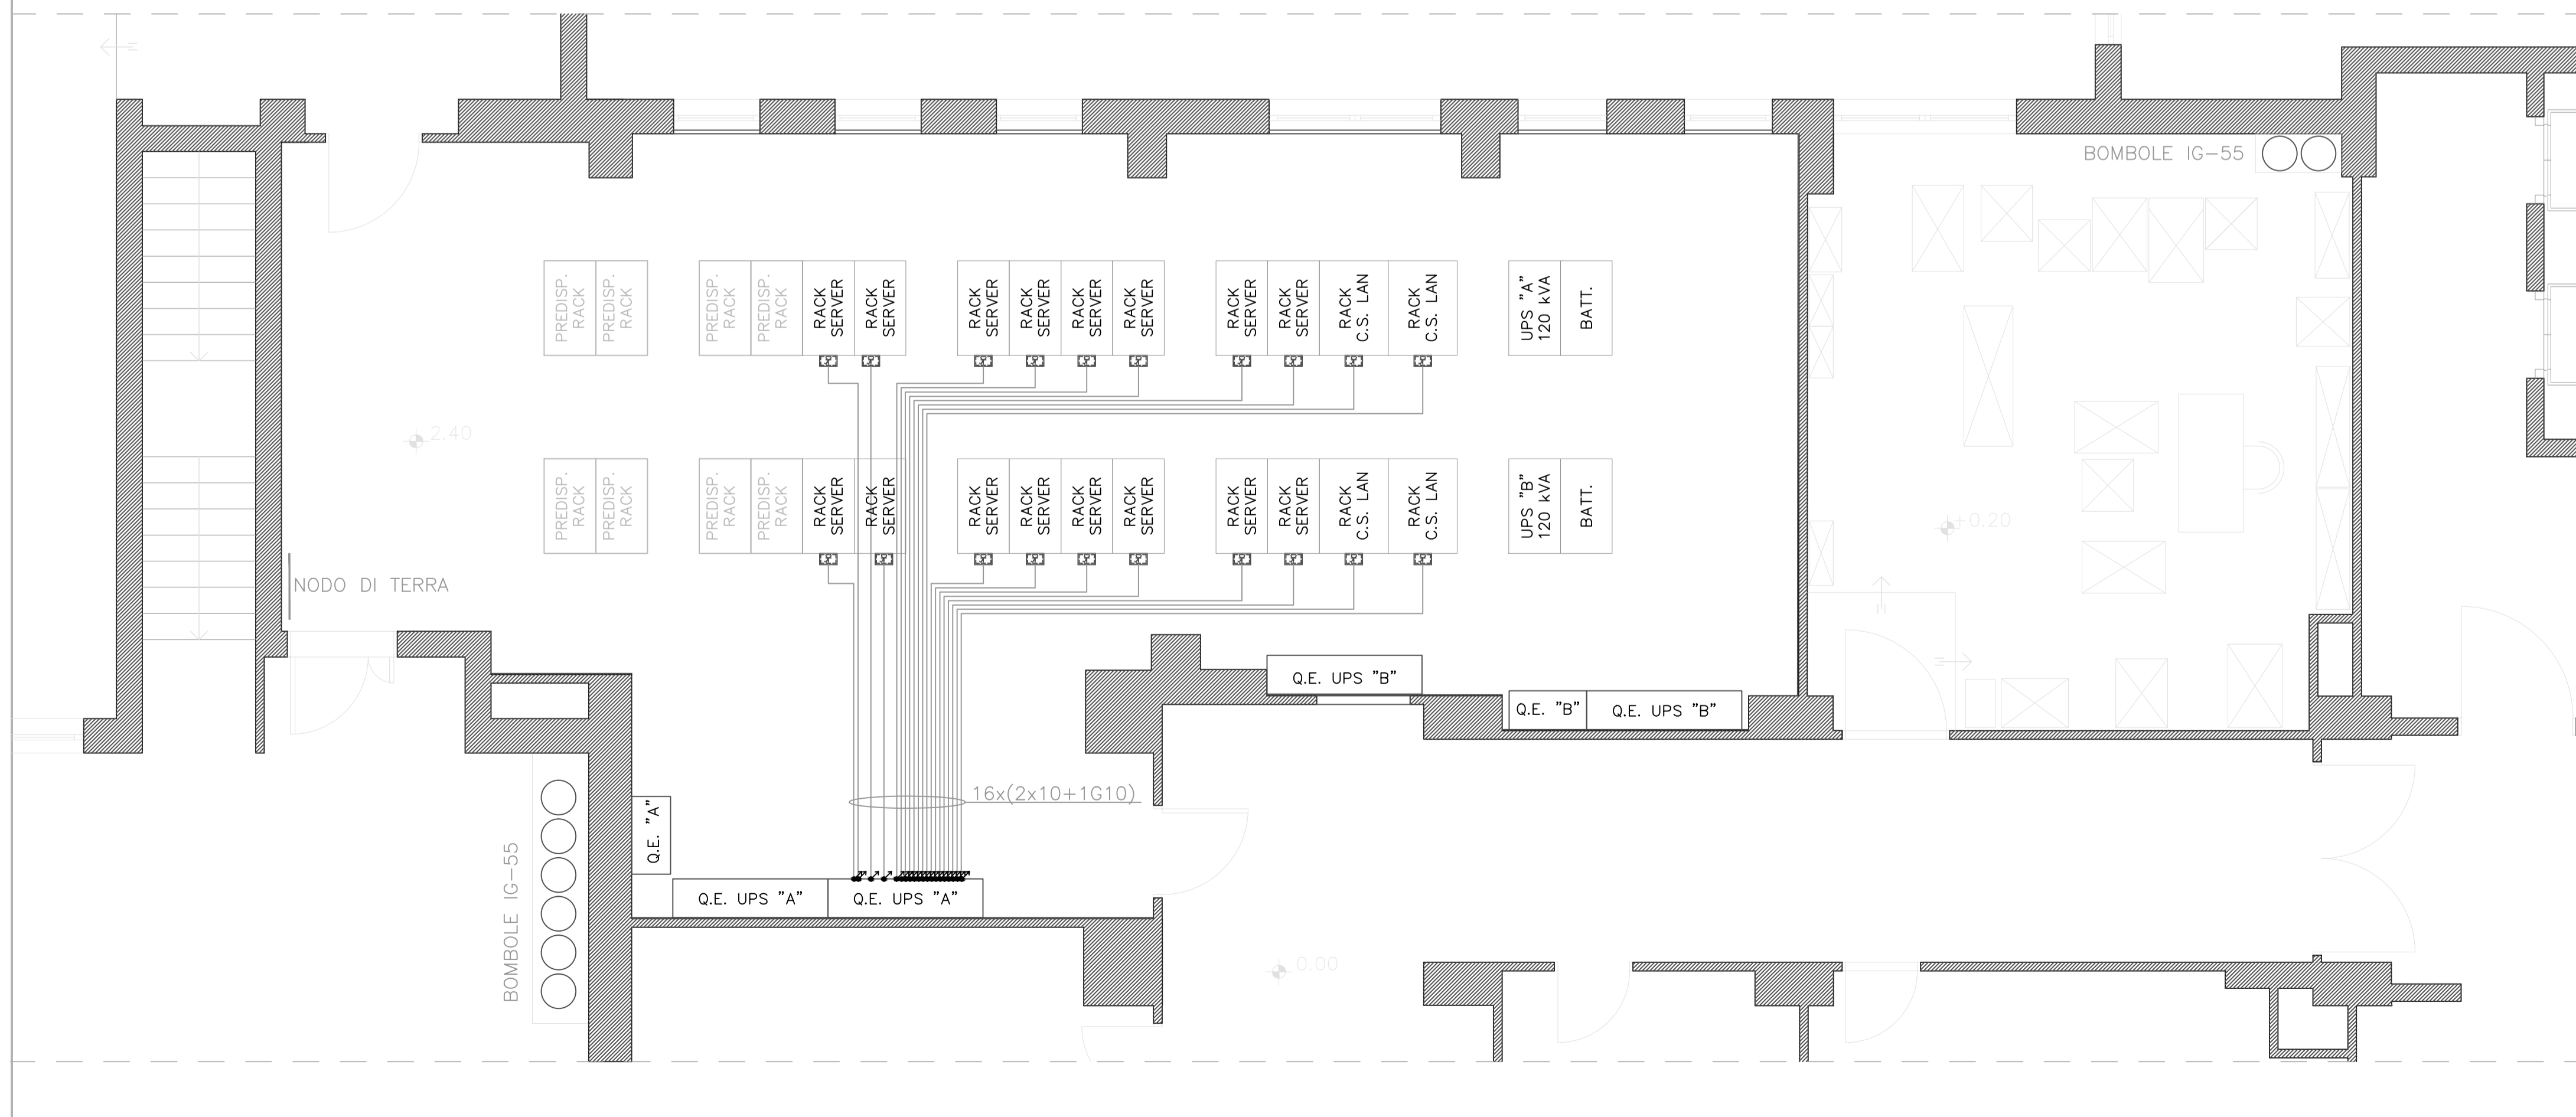 BOMBOLE IG-55
PREDISP.
RACK
PREDISP.
RACK
PREDISP.
RACK
PREDISP.
RACK
RACK
SERVER
RACK
SERVER
RACK
SERVER
RACK
SERVER
RACK
SERVER
RACK
SERVER
RACK
SERVER
RACK
SERVER
RACK
C.S. LAN
RACK
C.S. LAN
UPS "A"
120 kVA
BATT.
2.40
PREDISP.
RACK
PREDISP.
RACK
PREDISP.
RACK
PREDISP.
RACK
RACK
SERVER
RACK
SERVER
RACK
SERVER
RACK
SERVER
RACK
SERVER
RACK
SERVER
RACK
SERVER
RACK
SERVER
RACK
C.S. LAN
RACK
C.S. LAN
UPS "B"
120 kVA
BATT.
+0.20
NODO DI TERRA
Q.E. UPS "B"
Q.E. "B"
Q.E. UPS "B"
16x(2x10+1G10)
Q.E. "A"
Q.E. UPS "A"
Q.E. UPS "A"
BOMBOLE IG-55
0.00